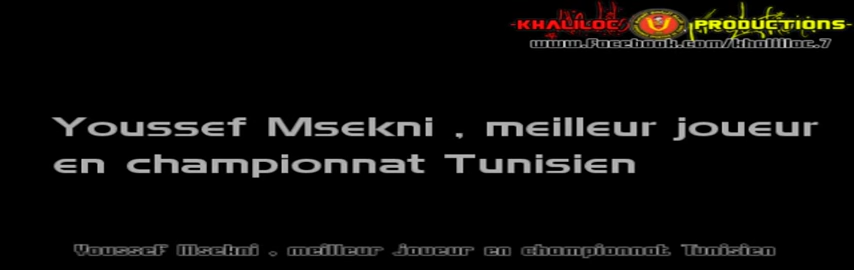 -KHALILOC PRODUCTIONS-
www.Facebook.com/khalilloc.7
Youssef Msekni , meilleur joueur
en championnat Tunisien
Youssef Msekni , meilleur joueur en championnat Tunisien